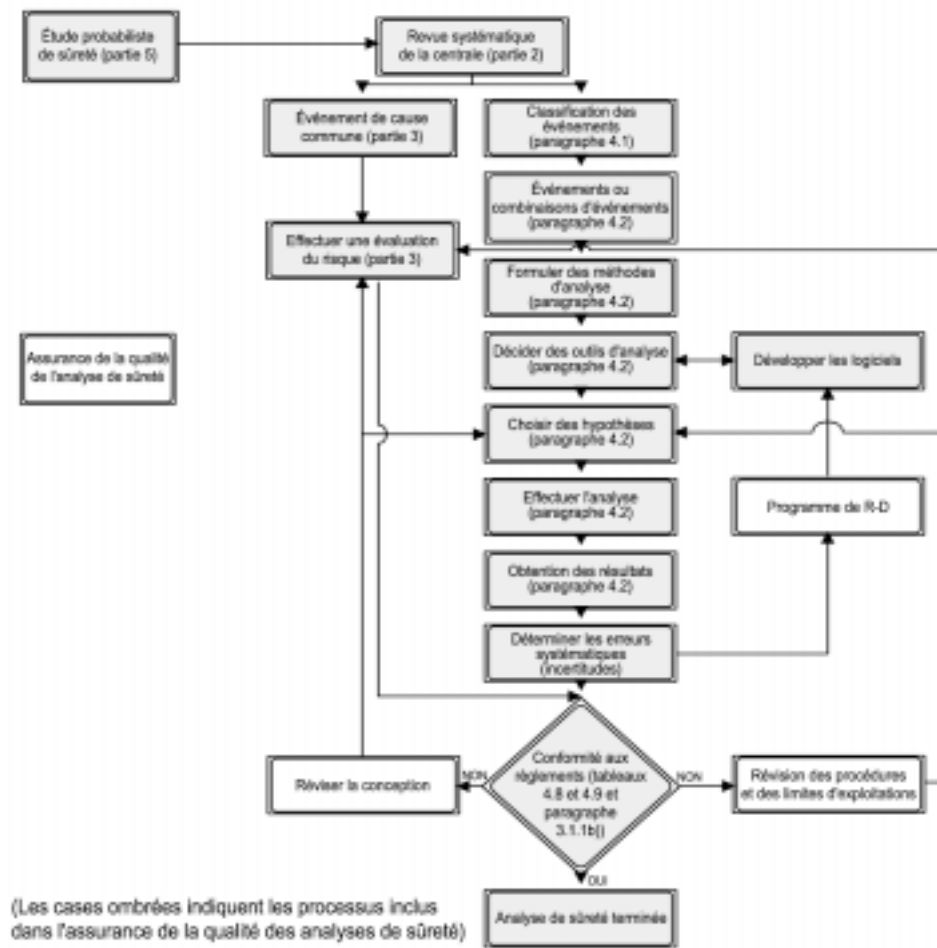 Étude probabiliste
de sûreté (partie 5)
Revue systématique
de la centrale (partie 2)
Événement de cause
commune (partie 3)
Classification des
événements
(paragraphe 4.1)
Événements ou
combinaisons d'événements
(paragraphe 4.2)
Effectuer une évaluation
du risque (partie 3)
Formuler des méthodes
d'analyse
(paragraphe 4.2)
Assurance de la qualité
de l'analyse de sûreté
Décider des outils d'analyse
(paragraphe 4.2)
Développer les logiciels
Choisir des hypothèses
(paragraphe 4.2)
Effectuer l'analyse
(paragraphe 4.2)
Programme de R-D
Obtention des résultats
(paragraphe 4.2)
Déterminer les erreurs
systématiques
(incertitudes)
Réviser la conception
NON
Conformité aux
règlements (tableaux
4.8 et 4.9 et
paragraphe
3.1.1b))
NON
Révision des procédures
et des limites d'exploitations
OUI
Analyse de sûreté terminée
(Les cases ombrées indiquent les processus inclus
dans l'assurance de la qualité des analyses de sûreté)